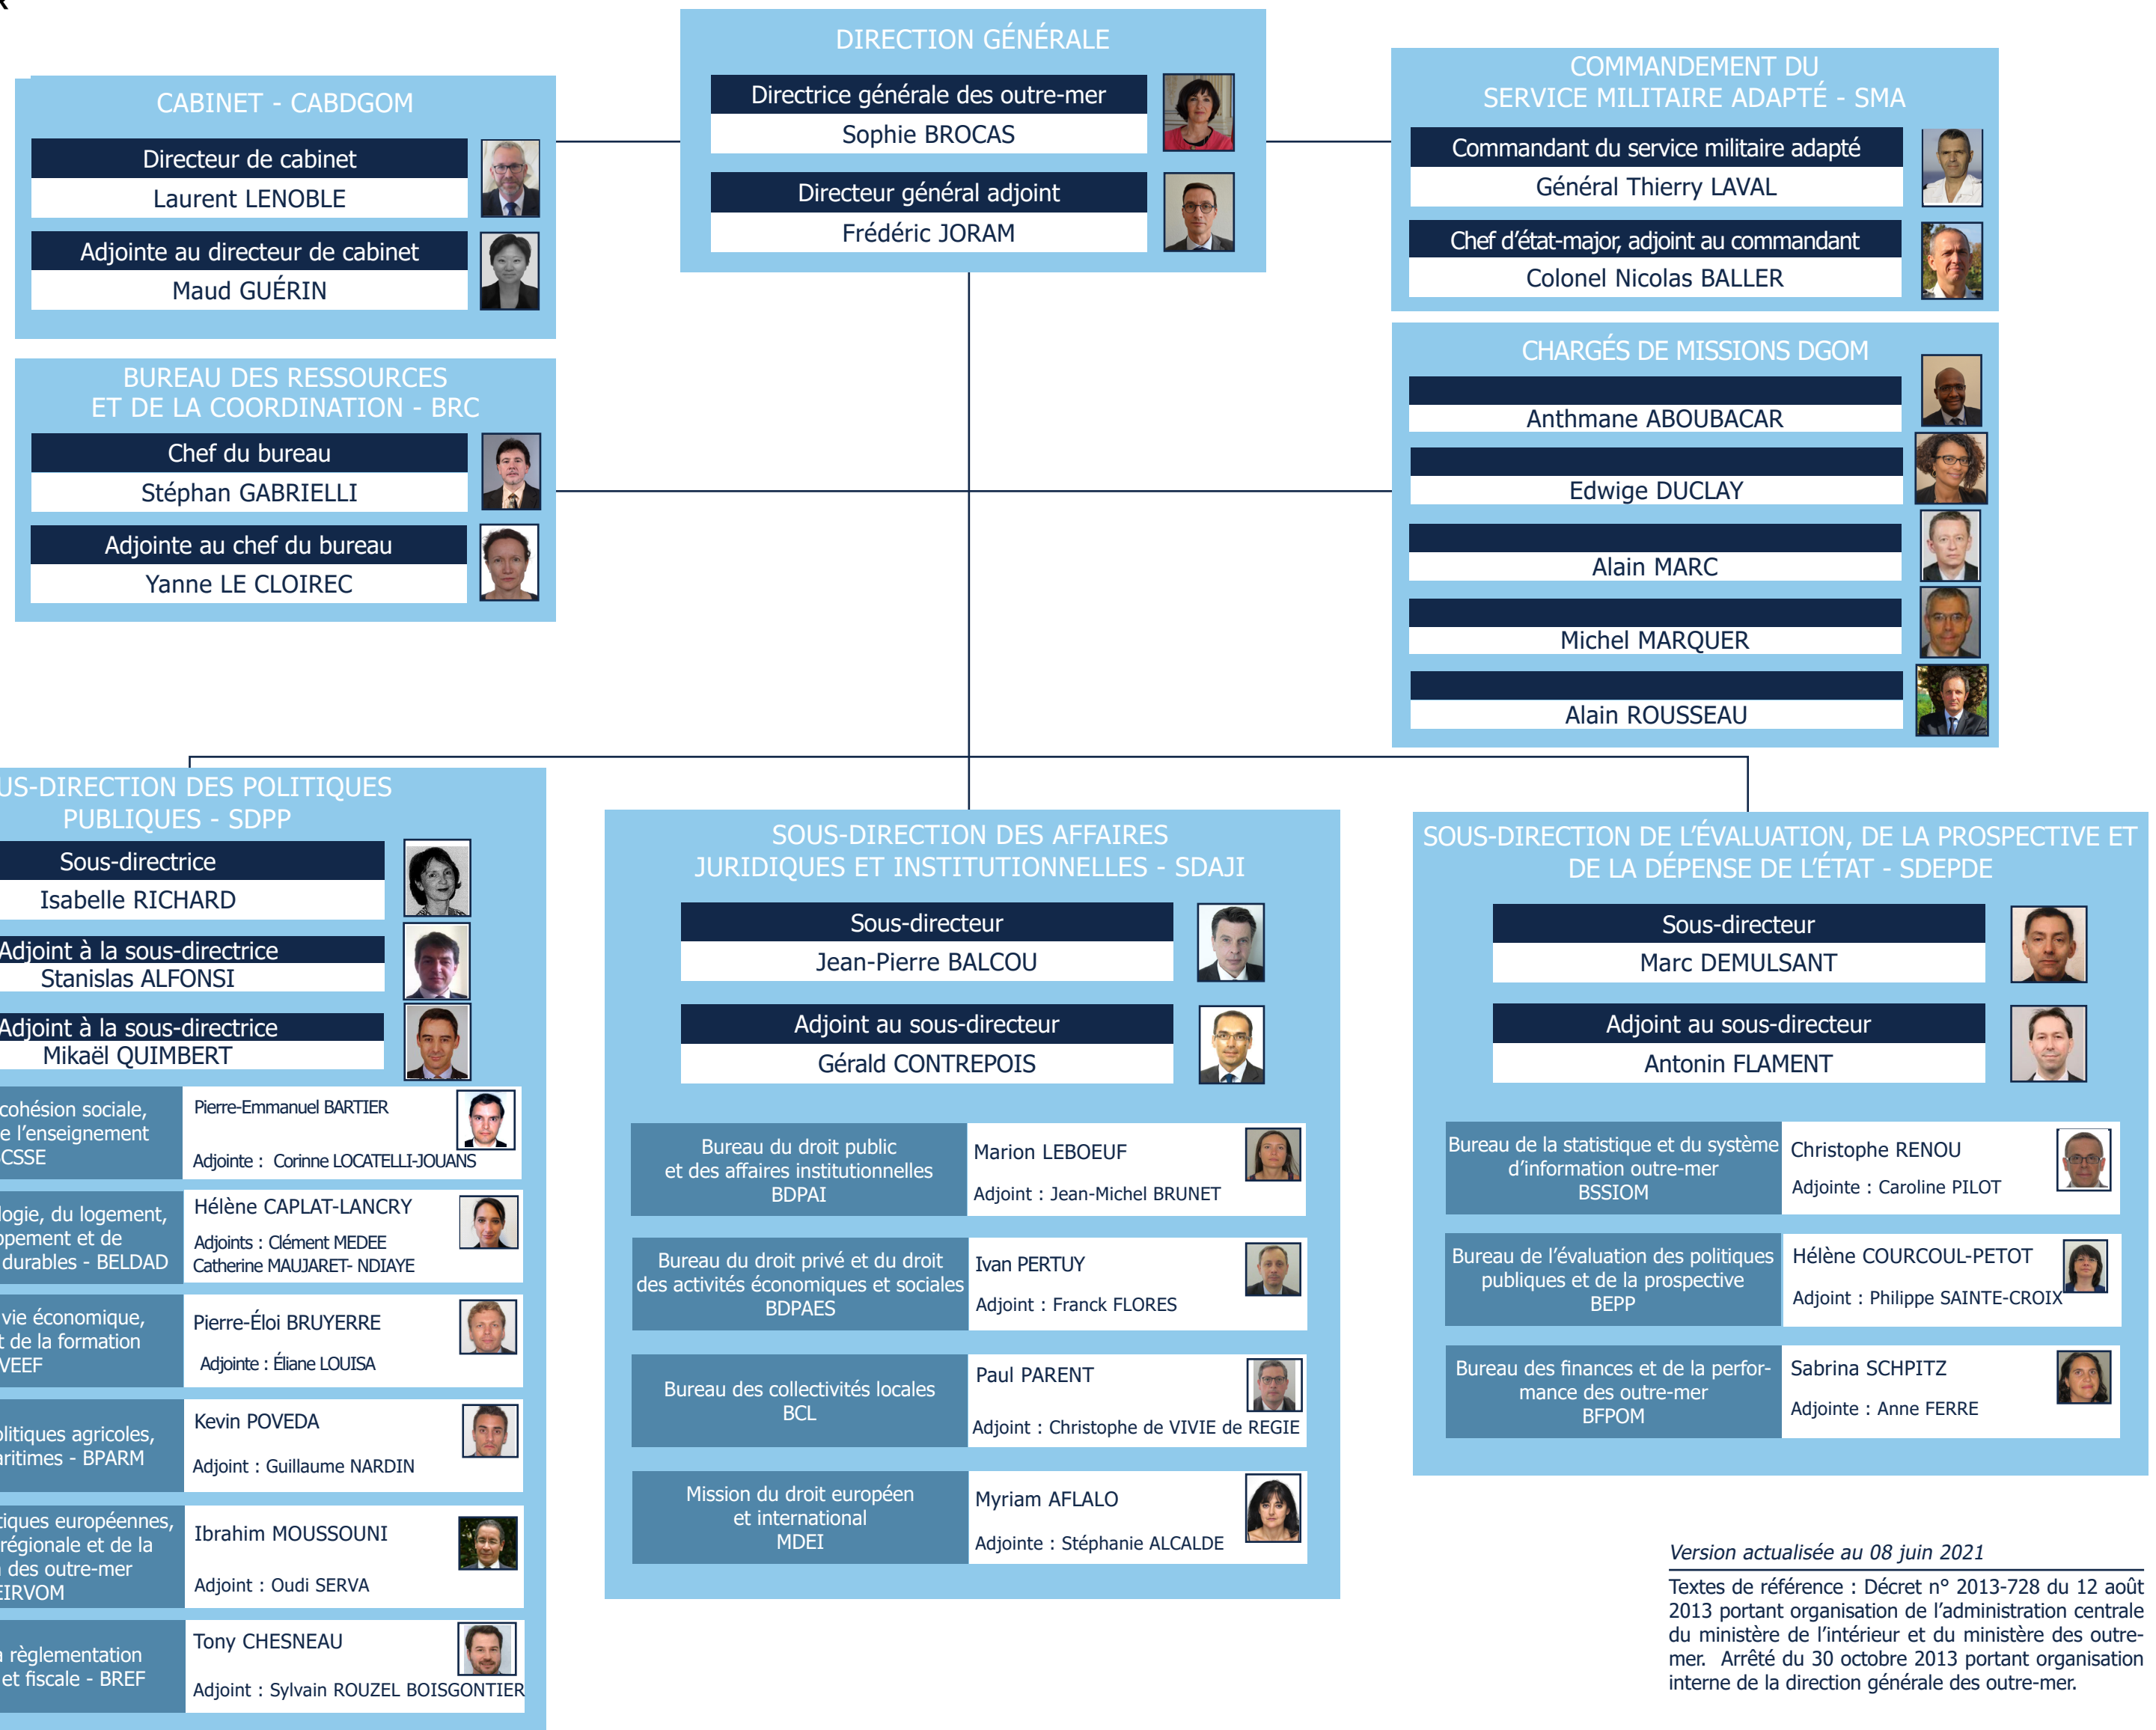 DIRECTION GÉNÉRALE
Directrice générale des outre-mer
Sophie BROCAS
Directeur général adjoint
Frédéric JORAM
CABINET - CABDGOM
Directeur de cabinet
Laurent LENOBLE
Adjointe au directeur de cabinet
Maud GUÉRIN
BUREAU DES RESSOURCES
ET DE LA COORDINATION - BRC
Chef du bureau
Stéphan GABRIELLI
Adjointe au chef du bureau
Yanne LE CLOIREC
COMMANDEMENT DU
SERVICE MILITAIRE ADAPTÉ - SMA
Commandant du service militaire adapté
Général Thierry LAVAL
Chef d’état-major, adjoint au commandant
Colonel Nicolas BALLER
CHARGÉS DE MISSIONS DGOM
Anthmane ABOUBACAR
Edwige DUCLAY
Alain MARC
Michel MARQUER
Alain ROUSSEAU
US-DIRECTION DES POLITIQUES
PUBLIQUES - SDPP
Sous-directrice
Isabelle RICHARD
Adjoint à la sous-directrice
Stanislas ALFONSI
Adjoint à la sous-directrice
Mikaël QUIMBERT
cohésion sociale,
e l’enseignement
CSSE
Pierre-Emmanuel BARTIER
Adjointe : Corinne LOCATELLI-JOUANS
logie, du logement,
ppement et de
durables - BELDAD
Hélène CAPLAT-LANCRY
Adjoints : Clément MEDEE
Catherine MAUJARET- NDIAYE
vie économique,
t de la formation
VEEF
Pierre-Éloi BRUYERRE
Adjointe : Éliane LOUISA
litiques agricoles,
aritimes - BPARM
Kevin POVEDA
Adjoint : Guillaume NARDIN
tiques européennes,
régionale et de la
des outre-mer
EIRVOM
Ibrahim MOUSSOUNI
Adjoint : Oudi SERVA
règlementation
et fiscale - BREF
Tony CHESNEAU
Adjoint : Sylvain ROUZEL BOISGONTIER
SOUS-DIRECTION DES AFFAIRES
JURIDIQUES ET INSTITUTIONNELLES - SDAJI
Sous-directeur
Jean-Pierre BALCOU
Adjoint au sous-directeur
Gérald CONTREPOIS
Bureau du droit public
et des affaires institutionnelles
BDPAI
Marion LEBOEUF
Adjoint : Jean-Michel BRUNET
Bureau du droit privé et du droit
des activités économiques et sociales
BDPAES
Ivan PERTUY
Adjoint : Franck FLORES
Bureau des collectivités locales
BCL
Paul PARENT
Adjoint : Christophe de VIVIE de REGIE
Mission du droit européen
et international
MDEI
Myriam AFLALO
Adjointe : Stéphanie ALCALDE
SOUS-DIRECTION DE L’ÉVALUATION, DE LA PROSPECTIVE ET
DE LA DÉPENSE DE L’ÉTAT - SDEPDE
Sous-directeur
Marc DEMULSANT
Adjoint au sous-directeur
Antonin FLAMENT
Bureau de la statistique et du système
d’information outre-mer
BSSIOM
Christophe RENOU
Adjointe : Caroline PILOT
Bureau de l’évaluation des politiques
publiques et de la prospective
BEPP
Hélène COURCOUL-PETOT
Adjoint : Philippe SAINTE-CROIX
Bureau des finances et de la perfor-
mance des outre-mer
BFPOM
Sabrina SCHPITZ
Adjointe : Anne FERRE
Version actualisée au 08 juin 2021
Textes de référence : Décret n° 2013-728 du 12 août
2013 portant organisation de l’administration centrale
du ministère de l’intérieur et du ministère des outre-
mer. Arrêté du 30 octobre 2013 portant organisation
interne de la direction générale des outre-mer.